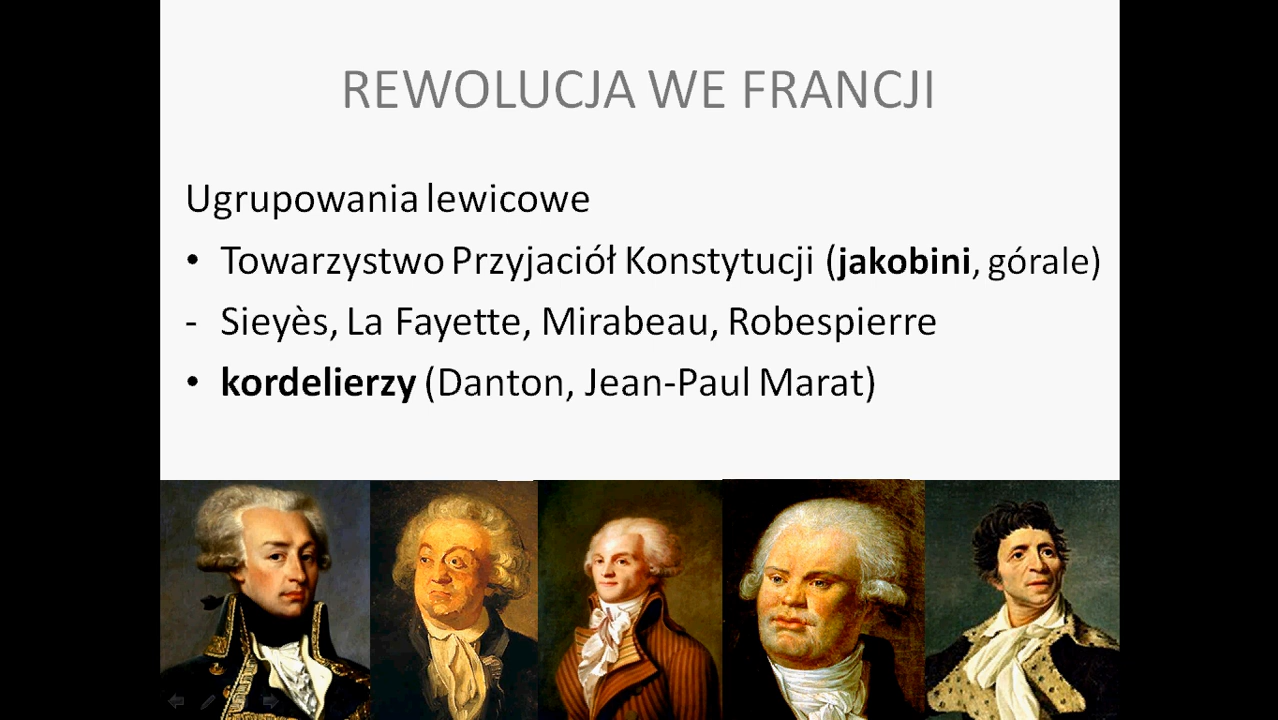 REWOLUCJA WE FRANCJI
Ugrupowania lewicowe
• Towarzystwo Przyjaciół Konstytucji (jakobini, górale)
- Sieyès, La Fayette, Mirabeau, Robespierre
• kordelierzy (Danton, Jean-Paul Marat)